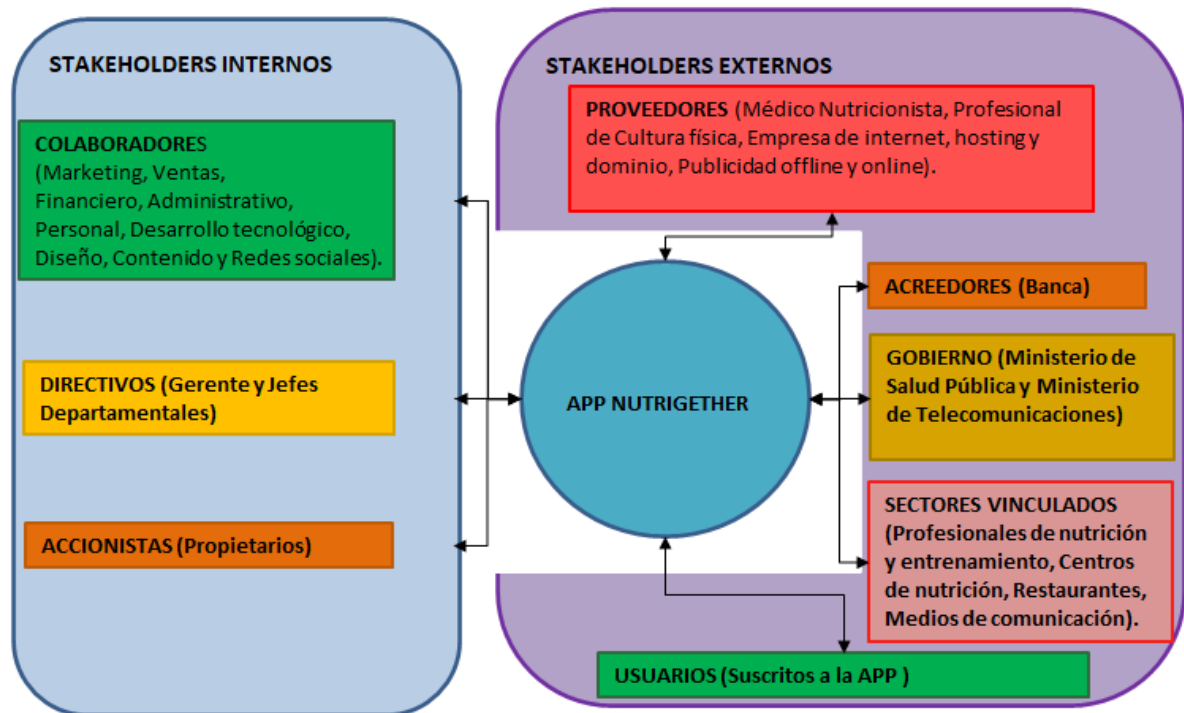 STAKEHOLDERS INTERNOS
COLABORADORES
(Marketing, Ventas,
Financiero, Administrativo,
Personal, Desarrollo tecnológico,
Diseño, Contenido y Redes sociales).
DIRECTIVOS (Gerente y Jefes
Departamentales)
ACCIONISTAS (Propietarios)
APP NUTRIGETHER
STAKEHOLDERS EXTERNOS
PROVEEDORES (Médico Nutricionista, Profesional
de Cultura física, Empresa de internet, hosting y
dominio, Publicidad offline y online).
ACREEDORES (Banca)
GOBIERNO (Ministerio de
Salud Pública y Ministerio
de Telecomunicaciones)
SECTORES VINCULADOS
(Profesionales de nutrición
y entrenamiento, Centros
de nutrición, Restaurantes,
Medios de comunicación).
USUARIOS (Suscritos a la APP )